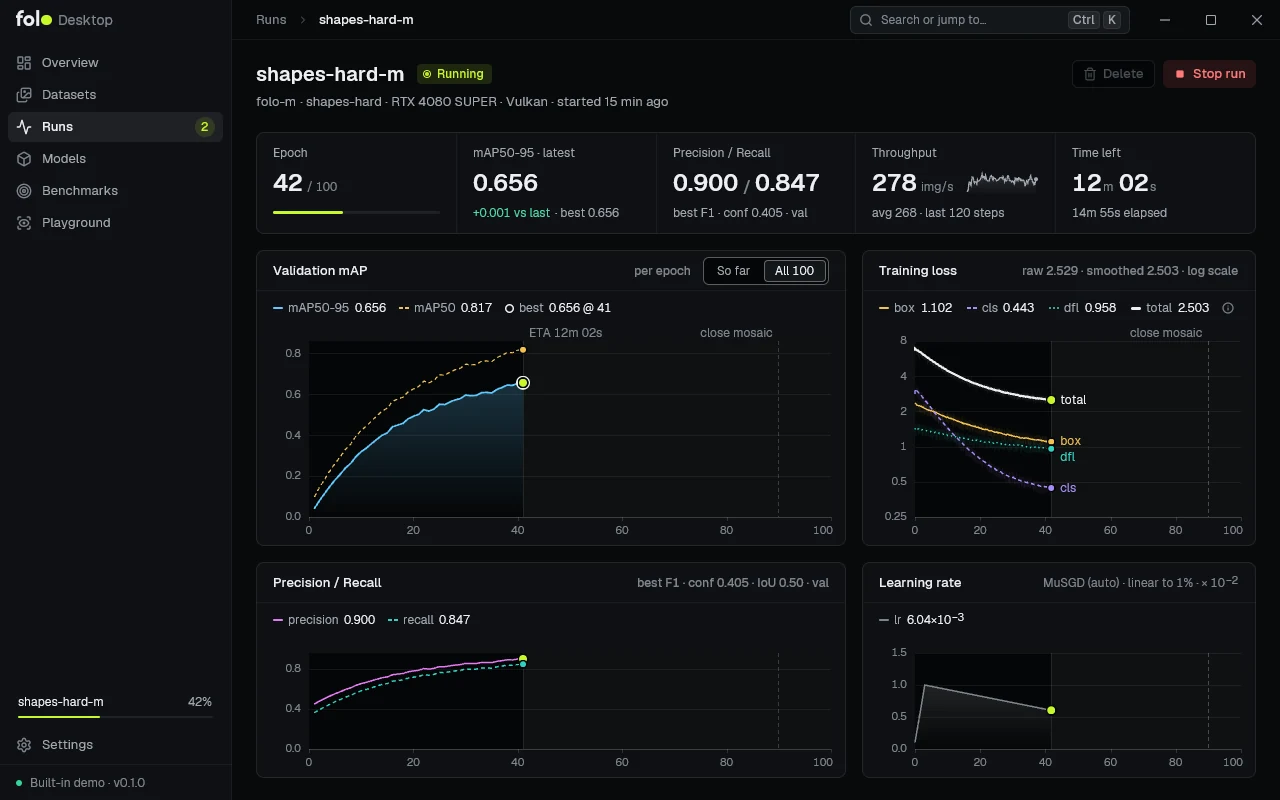 folo Desktop
Runs > shapes-hard-m
Search or jump to… Ctrl K
Overview
Datasets
Runs 2
Models
Benchmarks
Playground
shapes-hard-m 42%
Settings
Built-in demo · v0.1.0
shapes-hard-m Running
Delete
Stop run
folo-m · shapes-hard · RTX 4080 SUPER · Vulkan · started 15 min ago
Epoch
42 / 100
mAP50-95 · latest
0.656
+0.001 vs last · best 0.656
Precision / Recall
0.900 / 0.847
best F1 · conf 0.405 · val
Throughput
278 img/s
avg 268 · last 120 steps
Time left
12m 02s
14m 55s elapsed
Validation mAP
per epoch So far All 100
mAP50-95 0.656 mAP50 0.817 best 0.656 @ 41
ETA 12m 02s close mosaic
0.8
0.6
0.4
0.2
0.0
0 20 40 60 80 100
Training loss
raw 2.529 · smoothed 2.503 · log scale
box 1.102 cls 0.443 dfl 0.958 total 2.503
close mosaic
8
4
2
1
0.5
0.25
total
box
dfl
cls
0 20 40 60 80 100
Precision / Recall
best F1 · conf 0.405 · IoU 0.50 · val
precision 0.900 recall 0.847
0.8
0.4
0.0
0 20 40 60 80 100
Learning rate
MuSGD (auto) · linear to 1% · × 10⁻²
lr 6.04×10⁻³
1.5
1.0
0.5
0.0
0 20 40 60 80 100